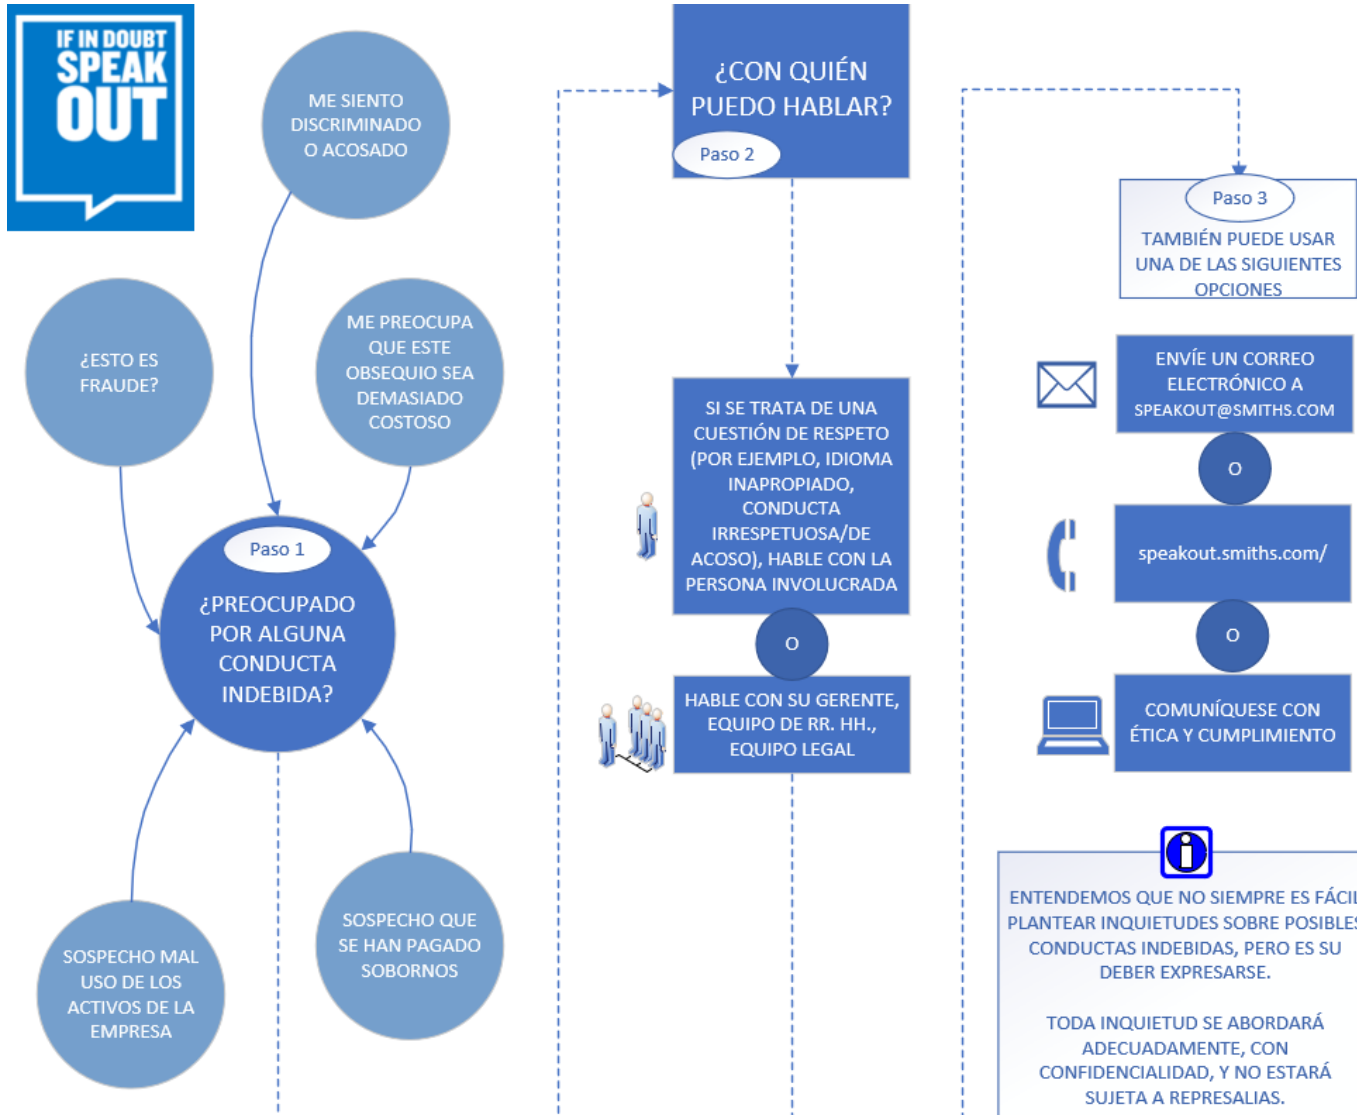 IF IN DOUBT
SPEAK
OUT
ME SIENTO
DISCRIMINADO
O ACOSADO
¿ESTO ES
FRAUDE?
ME PREOCUPA
QUE ESTE
OBSEQUIO SEA
DEMASIADO
COSTOSO
Paso 1
¿PREOCUPADO
POR ALGUNA
CONDUCTA
INDEBIDA?
SOSPECHO MAL
USO DE LOS
ACTIVOS DE LA
EMPRESA
SOSPECHO QUE
SE HAN PAGADO
SOBORNOS
¿CON QUIÉN
PUEDO HABLAR?
Paso 2
SI SE TRATA DE UNA
CUESTIÓN DE RESPETO
(POR EJEMPLO, IDIOMA
INAPROPIADO,
CONDUCTA
IRRESPETUOSA/DE
ACOSO), HABLE CON LA
PERSONA INVOLUCRADA
O
HABLE CON SU GERENTE,
EQUIPO DE RR. HH.,
EQUIPO LEGAL
Paso 3
TAMBIÉN PUEDE USAR
UNA DE LAS SIGUIENTES
OPCIONES
ENVÍE UN CORREO
ELECTRÓNICO A
SPEAKOUT@SMITHS.COM
O
speakout.smiths.com/
O
COMUNÍQUESE CON
ÉTICA Y CUMPLIMIENTO
ENTENDEMOS QUE NO SIEMPRE ES FÁCIL
PLANTEAR INQUIETUDES SOBRE POSIBLES
CONDUCTAS INDEBIDAS, PERO ES SU
DEBER EXPRESARSE.
TODA INQUIETUD SE ABORDARÁ
ADECUADAMENTE, CON
CONFIDENCIALIDAD, Y NO ESTARÁ
SUJETA A REPRESALIAS.